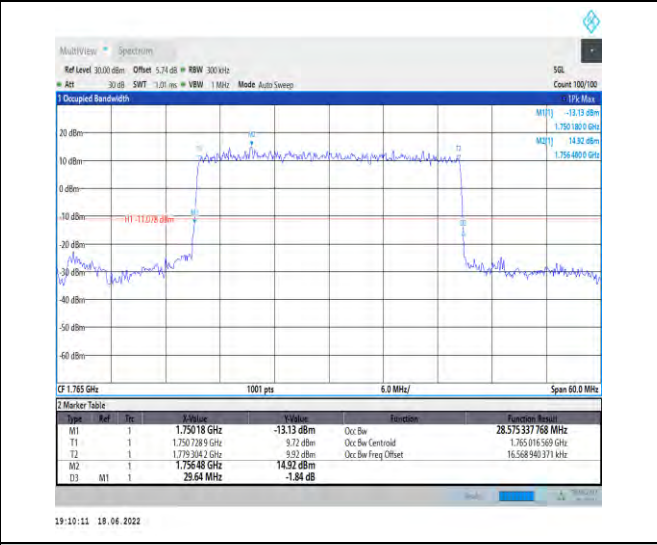 MultiView Spectrum
Ref Level 30.00 dBm Offset 5.74 dB RBW 300 kHz SGL
Att 30 dB SWT 1.01 ms VBW 1 MHz Mode Auto Sweep Count 100/100
1 Occupied Bandwidth 1Pk Max
M1[1] -13.13 dBm
1.750 180 0 GHz
M2[1] 14.92 dBm
1.756 480 0 GHz
20 dBm
M2
T2
10 dBm
0 dBm
-10 dBm
M1
H1 -11.078 dBm
-20 dBm
-30 dBm
-40 dBm
-50 dBm
-60 dBm
CF 1.765 GHz 1001 pts 6.0 MHz/ Span 60.0 MHz
2 Marker Table
Type Ref Trc X-Value Y-Value Function Function Result
M1 1 1.750 18 GHz -13.13 dBm Occ Bw 28.575 337 768 MHz
T1 1 1.750 728 9 GHz 9.72 dBm Occ Bw Centroid 1.765 016 569 GHz
T2 1 1.779 304 2 GHz 9.92 dBm Occ Bw Freq Offset 16.568 940 371 kHz
M2 1 1.756 48 GHz 14.92 dBm
D3 M1 1 29.64 MHz -1.84 dB
19:10:11 18.06.2022